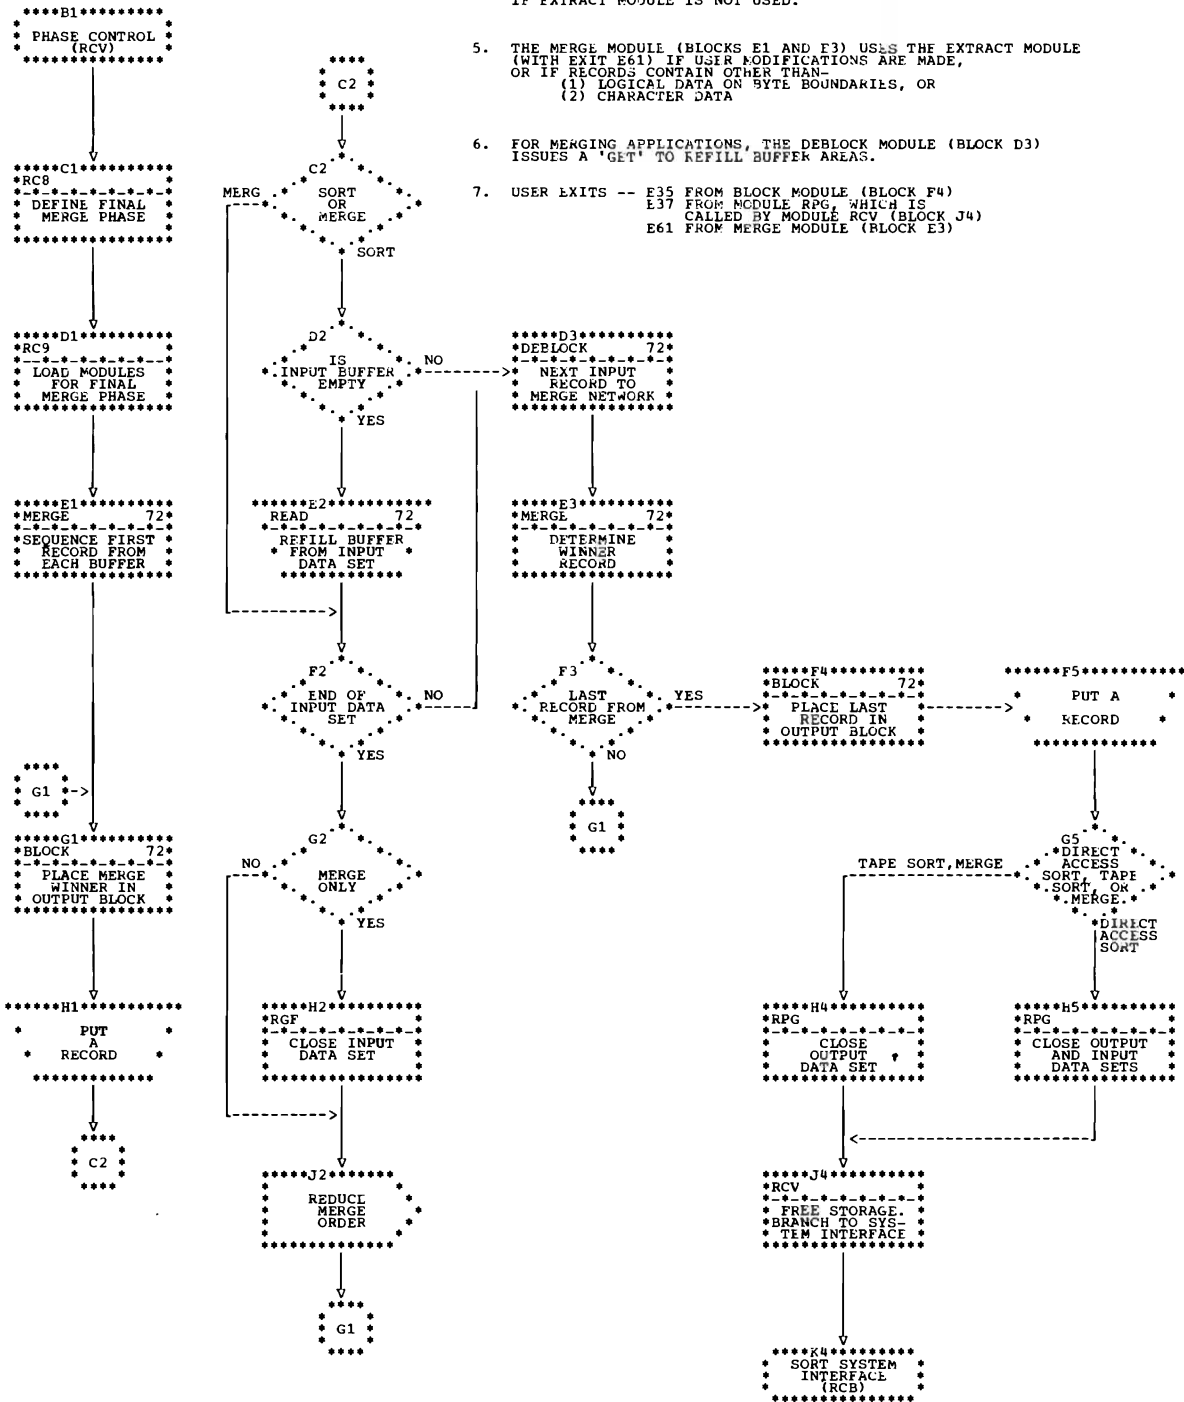 IF EXTRACT MODULE IS NOT USED.
5. THE MERGE MODULE (BLOCKS E1 AND E3) USES THE EXTRACT MODULE
(WITH EXIT E61) IF USER MODIFICATIONS ARE MADE,
OR IF RECORDS CONTAIN OTHER THAN-
(1) LOGICAL DATA ON BYTE BOUNDARIES, OR
(2) CHARACTER DATA
6. FOR MERGING APPLICATIONS, THE DEBLOCK MODULE (BLOCK D3)
ISSUES A 'GET' TO REFILL BUFFER AREAS.
7. USER EXITS -- E35 FROM BLOCK MODULE (BLOCK F4)
E37 FROM MODULE RPG, WHICH IS
CALLED BY MODULE RCV (BLOCK J4)
E61 FROM MERGE MODULE (BLOCK E3)
B1
PHASE CONTROL
(RCV)
C1
RC8
DEFINE FINAL
MERGE PHASE
D1
RC9
LOAD MODULES
FOR FINAL
MERGE PHASE
E1
MERGE 72
SEQUENCE FIRST
RECORD FROM
EACH BUFFER
G1
G1
BLOCK 72
PLACE MERGE
WINNER IN
OUTPUT BLOCK
H1
PUT
A
RECORD
C2
C2
C2
SORT
OR
MERGE
MERG
SORT
D2
IS
INPUT BUFFER
EMPTY
NO
YES
E2
READ 72
REFILL BUFFER
FROM INPUT
DATA SET
F2
END OF
INPUT DATA
SET
NO
YES
G2
MERGE
ONLY
NO
YES
H2
RGF
CLOSE INPUT
DATA SET
J2
REDUCE
MERGE
ORDER
G1
D3
DEBLOCK 72
NEXT INPUT
RECORD TO
MERGE NETWORK
E3
MERGE 72
DETERMINE
WINNER
RECORD
F3
LAST
RECORD FROM
MERGE
YES
NO
G1
F4
BLOCK 72
PLACE LAST
RECORD IN
OUTPUT BLOCK
F5
PUT A
RECORD
G5
DIRECT
ACCESS
SORT, TAPE
SORT, OR
MERGE
TAPE SORT,MERGE
DIRECT
ACCESS
SORT
H4
RPG
CLOSE
OUTPUT
DATA SET
H5
RPG
CLOSE OUTPUT
AND INPUT
DATA SETS
J4
RCV
FREE STORAGE.
BRANCH TO SYS-
TEM INTERFACE
K4
SORT SYSTEM
INTERFACE
(RCB)